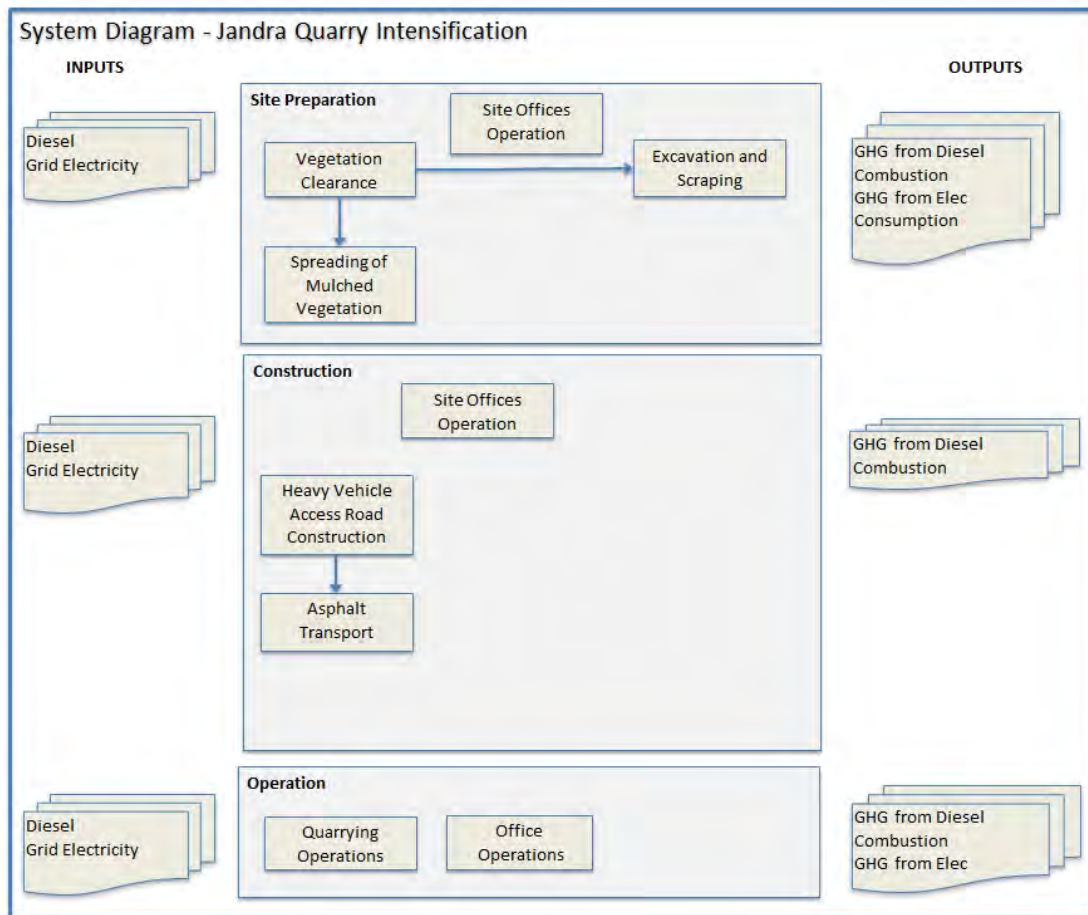 System Diagram - Jandra Quarry Intensification
INPUTS
OUTPUTS
Diesel
Grid Electricity
Site Preparation
Site Offices
Operation
Vegetation
Clearance
Excavation and
Scraping
Spreading of
Mulched
Vegetation
GHG from Diesel
Combustion
GHG from Elec
Consumption
Diesel
Grid Electricity
Construction
Site Offices
Operation
Heavy Vehicle
Access Road
Construction
Asphalt
Transport
GHG from Diesel
Combustion
Diesel
Grid Electricity
Operation
Quarrying
Operations
Office
Operations
GHG from Diesel
Combustion
GHG from Elec